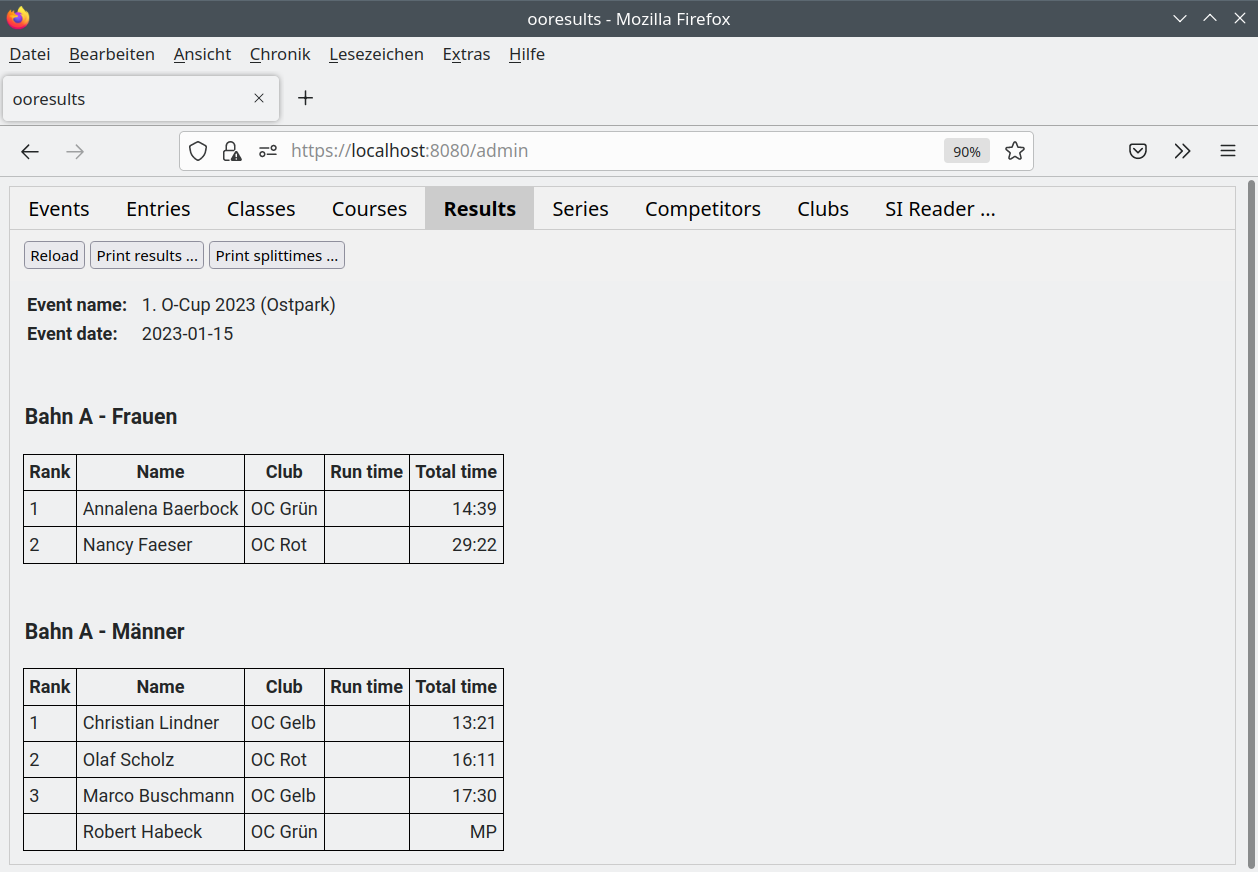 ooresults - Mozilla Firefox
Datei Bearbeiten Ansicht Chronik Lesezeichen Extras Hilfe
ooresults
https://localhost:8080/admin 90%
Events Entries Classes Courses Results Series Competitors Clubs SI Reader ...
Reload Print results ... Print splittimes ...
Event name: 1. O-Cup 2023 (Ostpark)
Event date: 2023-01-15
Bahn A - Frauen
Rank Name Club Run time Total time
1 Annalena Baerbock OC Grün 14:39
2 Nancy Faeser OC Rot 29:22
Bahn A - Männer
Rank Name Club Run time Total time
1 Christian Lindner OC Gelb 13:21
2 Olaf Scholz OC Rot 16:11
3 Marco Buschmann OC Gelb 17:30
Robert Habeck OC Grün MP